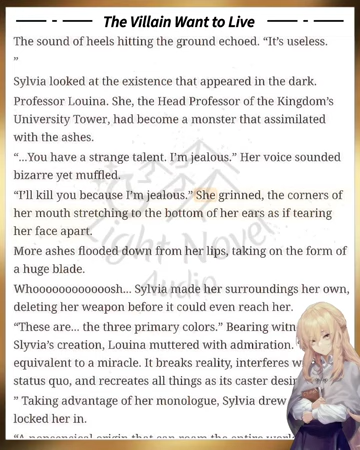 The Villain Want to Live
The sound of heels hitting the ground echoed. “It’s useless.
”
Sylvia looked at the existence that appeared in the dark.
Professor Louina. She, the Head Professor of the Kingdom’s
University Tower, had become a monster that assimilated
with the ashes.
“...You have a strange talent. I’m jealous.” Her voice sounded
bizarre yet muffled.
“I’ll kill you because I’m jealous.” She grinned, the corners of
her mouth stretching to the bottom of her ears as if tearing
her face apart.
More ashes flooded down from her lips, taking on the form of
a huge blade.
Whoooooooooooosh... Sylvia made her surroundings her own,
deleting her weapon before it could even reach her.
“These are... the three primary colors.” Bearing
Slyvia’s creation, Louina muttered with admiration.
equivalent to a miracle. It breaks reality, interferes
status quo, and recreates all things as its caster
” Taking advantage of her monologue, Sylvia drew
locked her in.
Light Novel
Audio